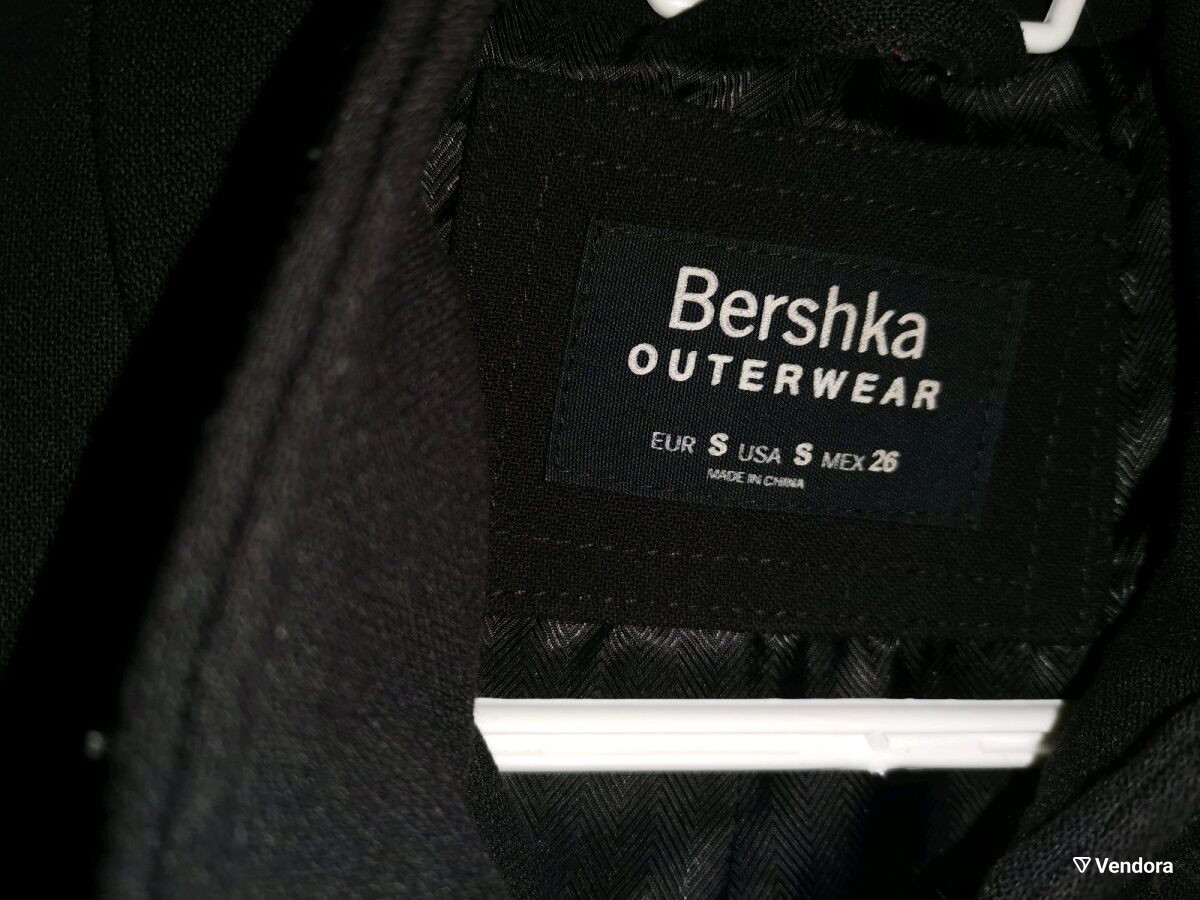 Bershka
OUTERWEAR
EUR S USA S MEX 26
MADE IN CHINA
Vendora